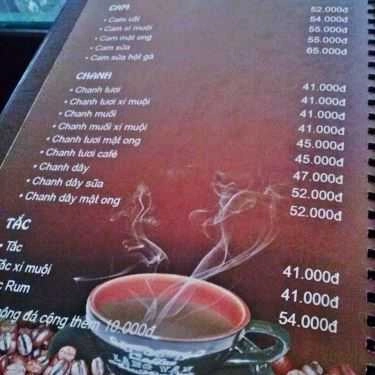 CAM
• Cam vắt 52.000đ
• Cam xí muội 54.000đ
• Cam mật ong 55.000đ
• Cam sữa 55.000đ
• Cam sữa hột gà 65.000đ
CHANH
• Chanh tươi 41.000đ
• Chanh tươi xí muội 41.000đ
• Chanh muối 41.000đ
• Chanh muối xí muội 41.000đ
• Chanh tươi mật ong 45.000đ
• Chanh tươi café 45.000đ
• Chanh dây 47.000đ
• Chanh dây sữa 52.000đ
• Chanh dây mật ong 52.000đ
TẮC
• Tắc 41.000đ
Tắc xí muội 41.000đ
Rum 54.000đ
đá cộng thêm 10.000đ